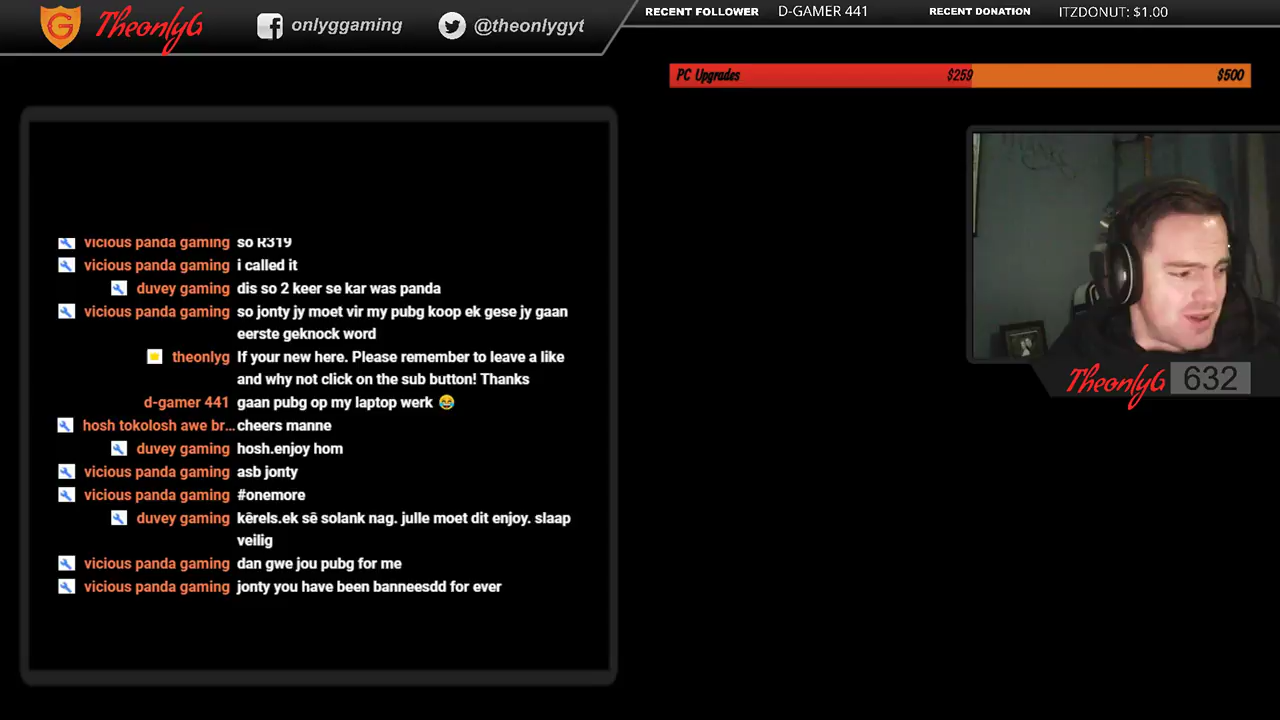 TheonlyG onlyggaming @theonlygyt RECENT FOLLOWER D-GAMER 441 RECENT DONATION ITZDONUT: $1.00
PC Upgrades $259 $500
vicious panda gaming so R319
vicious panda gaming i called it
duvey gaming dis so 2 keer se kar was panda
vicious panda gaming so jonty jy moet vir my pubg koop ek gese jy gaan
eerste geknock word
theonlyg If your new here. Please remember to leave a like
and why not click on the sub button! Thanks
d-gamer 441 gaan pubg op my laptop werk 😂
hosh tokolosh awe br... cheers manne
duvey gaming hosh.enjoy hom
vicious panda gaming asb jonty
vicious panda gaming #onemore
duvey gaming kêrels.ek sê solank nag. julle moet dit enjoy. slaap
veilig
vicious panda gaming dan gwe jou pubg for me
vicious panda gaming jonty you have been banneesdd for ever
TheonlyG 632